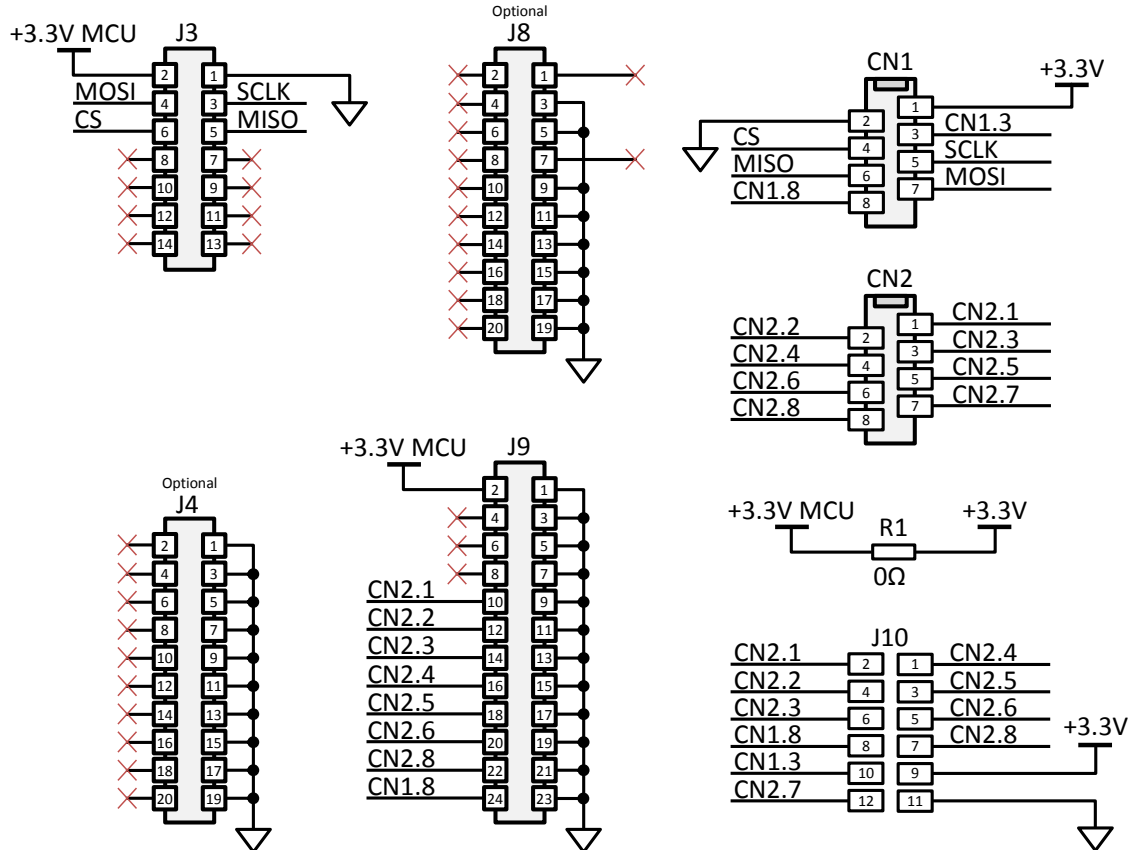 +3.3V MCU
J3
2 1
MOSI 4 3 SCLK
CS 6 5 MISO
8 7
10 9
12 11
14 13
Optional
J8
2 1
4 3
6 5
8 7
10 9
12 11
14 13
16 15
18 17
20 19
CN1
+3.3V
1
2
CN1.3
3
CS
4
SCLK
5
MISO
6
MOSI
7
CN1.8
8
CN2
CN2.1
1
CN2.2
2
CN2.3
3
CN2.4
4
CN2.5
5
CN2.6
6
CN2.7
7
CN2.8
8
Optional
J4
2 1
4 3
6 5
8 7
10 9
12 11
14 13
16 15
18 17
20 19
+3.3V MCU
J9
2 1
4 3
6 5
8 7
CN2.1 10 9
CN2.2 12 11
CN2.3 14 13
CN2.4 16 15
CN2.5 18 17
CN2.6 20 19
CN2.8 22 21
CN1.8 24 23
+3.3V MCU
R1
+3.3V
0Ω
J10
CN2.1 2 1 CN2.4
CN2.2 4 3 CN2.5
CN2.3 6 5 CN2.6
CN1.8 8 7 CN2.8
+3.3V
CN1.3 10 9
CN2.7 12 11